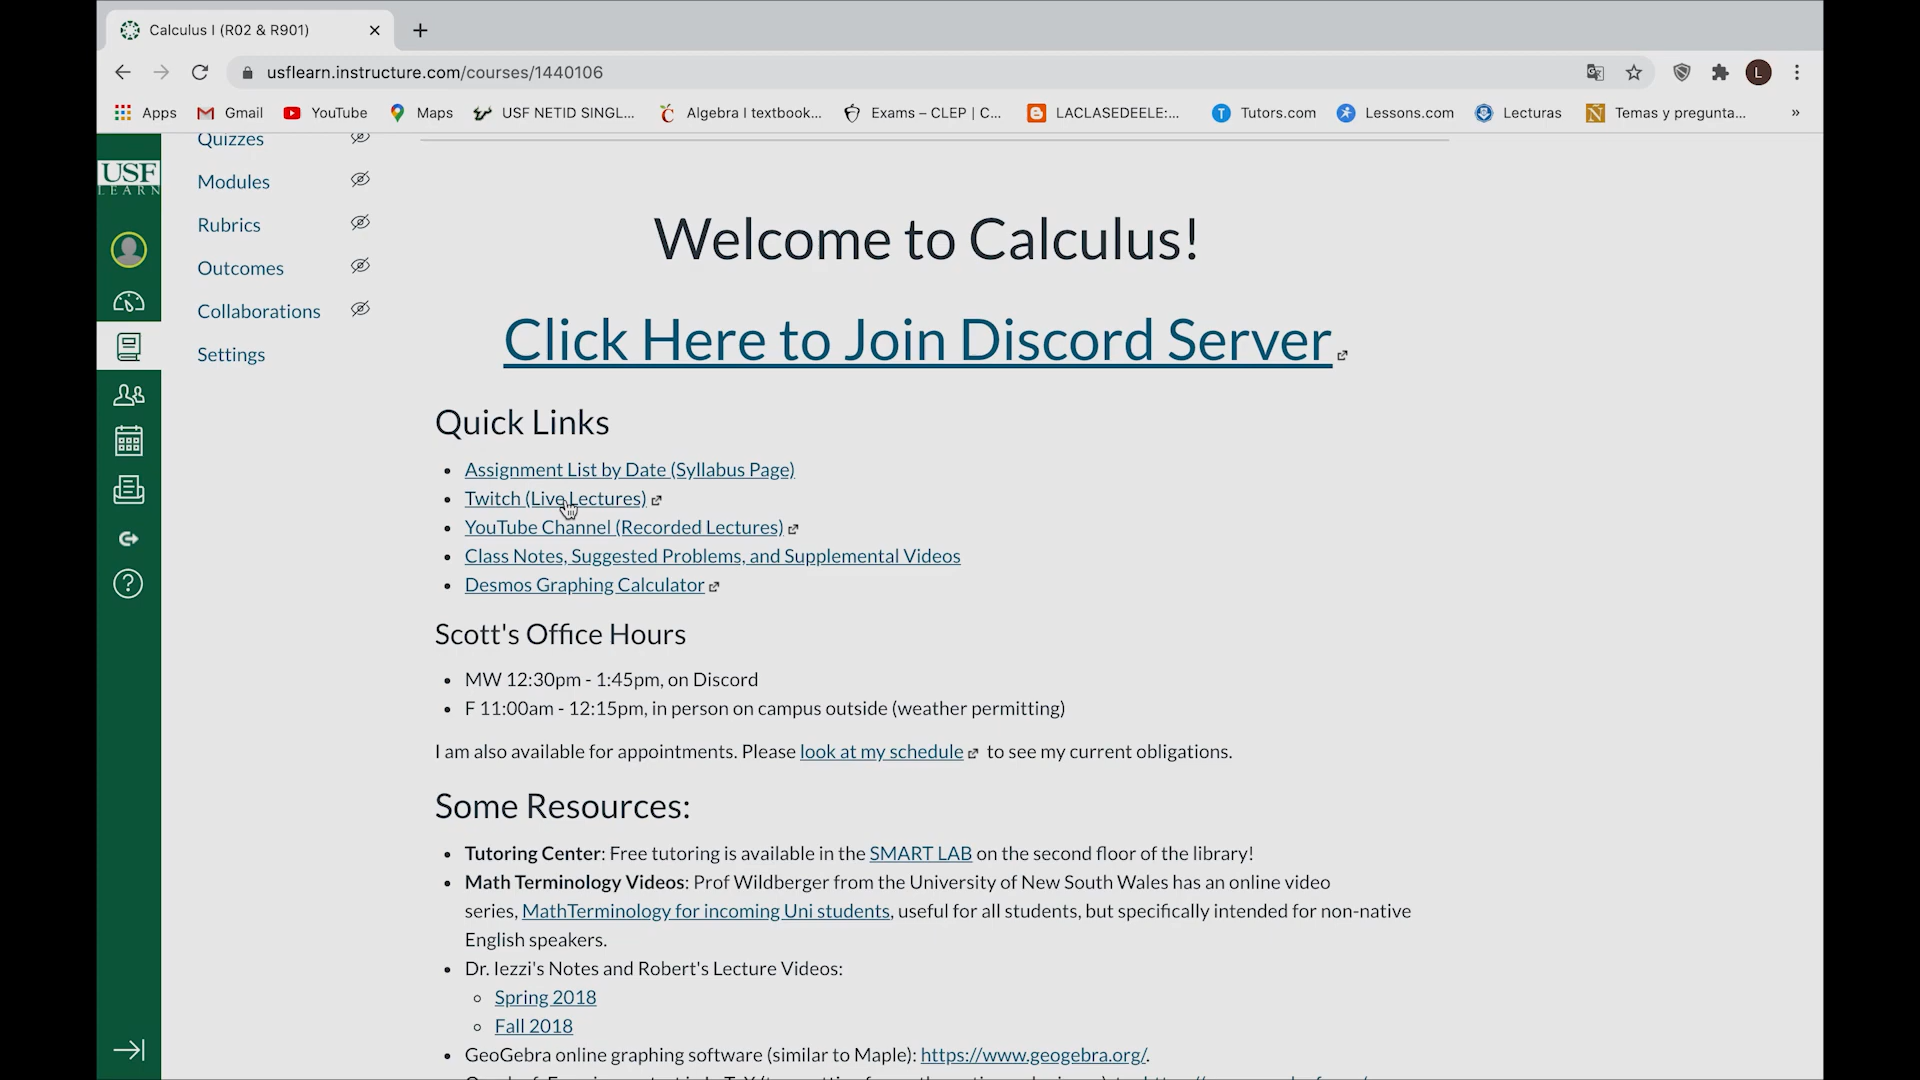 Calculus I (R02 & R901)
usflearn.instructure.com/courses/1440106
L
Apps
Gmail
YouTube
Maps
USF NETID SINGL...
Algebra I textbook...
Exams – CLEP | C...
LACLASEDEELE:...
Tutors.com
Lessons.com
Lecturas
Temas y pregunta...
»
USF
LEARN
Quizzes
Modules
Rubrics
Outcomes
Collaborations
Settings
Welcome to Calculus!
Click Here to Join Discord Server
Quick Links
Assignment List by Date (Syllabus Page)
Twitch (Live Lectures)
YouTube Channel (Recorded Lectures)
Class Notes, Suggested Problems, and Supplemental Videos
Desmos Graphing Calculator
Scott's Office Hours
MW 12:30pm - 1:45pm, on Discord
F 11:00am - 12:15pm, in person on campus outside (weather permitting)
I am also available for appointments. Please look at my schedule to see my current obligations.
Some Resources:
Tutoring Center: Free tutoring is available in the SMART LAB on the second floor of the library!
Math Terminology Videos: Prof Wildberger from the University of New South Wales has an online video
series, MathTerminology for incoming Uni students, useful for all students, but specifically intended for non-native
English speakers.
Dr. Iezzi's Notes and Robert's Lecture Videos:
Spring 2018
Fall 2018
GeoGebra online graphing software (similar to Maple): https://www.geogebra.org/.